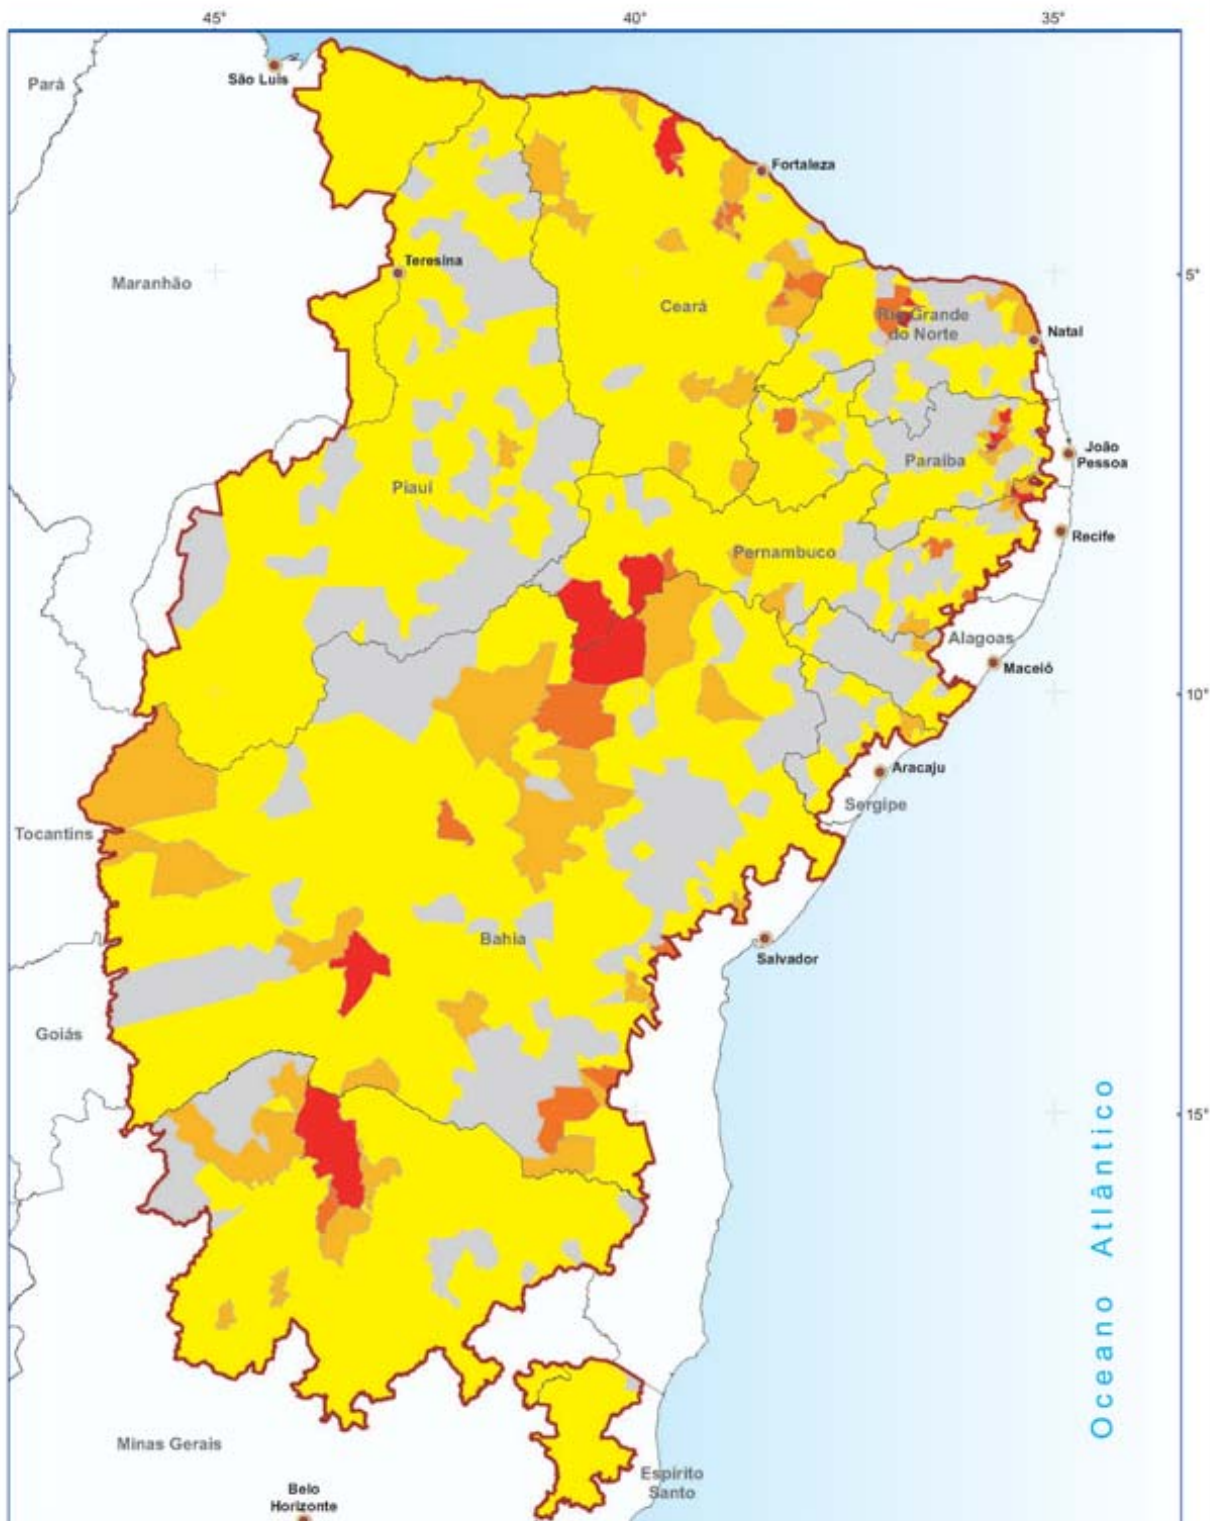 45°
40°
35°
Pará
São Luis
Fortaleza
Maranhão
Teresina
5°
Ceará
Rio Grande
do Norte
Natal
Piauí
Paraíba
João
Pessoa
Pernambuco
Recife
Alagoas
Maceió
10°
Aracaju
Sergipe
Tocantins
Bahia
Salvador
Goiás
15°
Oceano Atlântico
Minas Gerais
Espírito
Santo
Belo
Horizonte